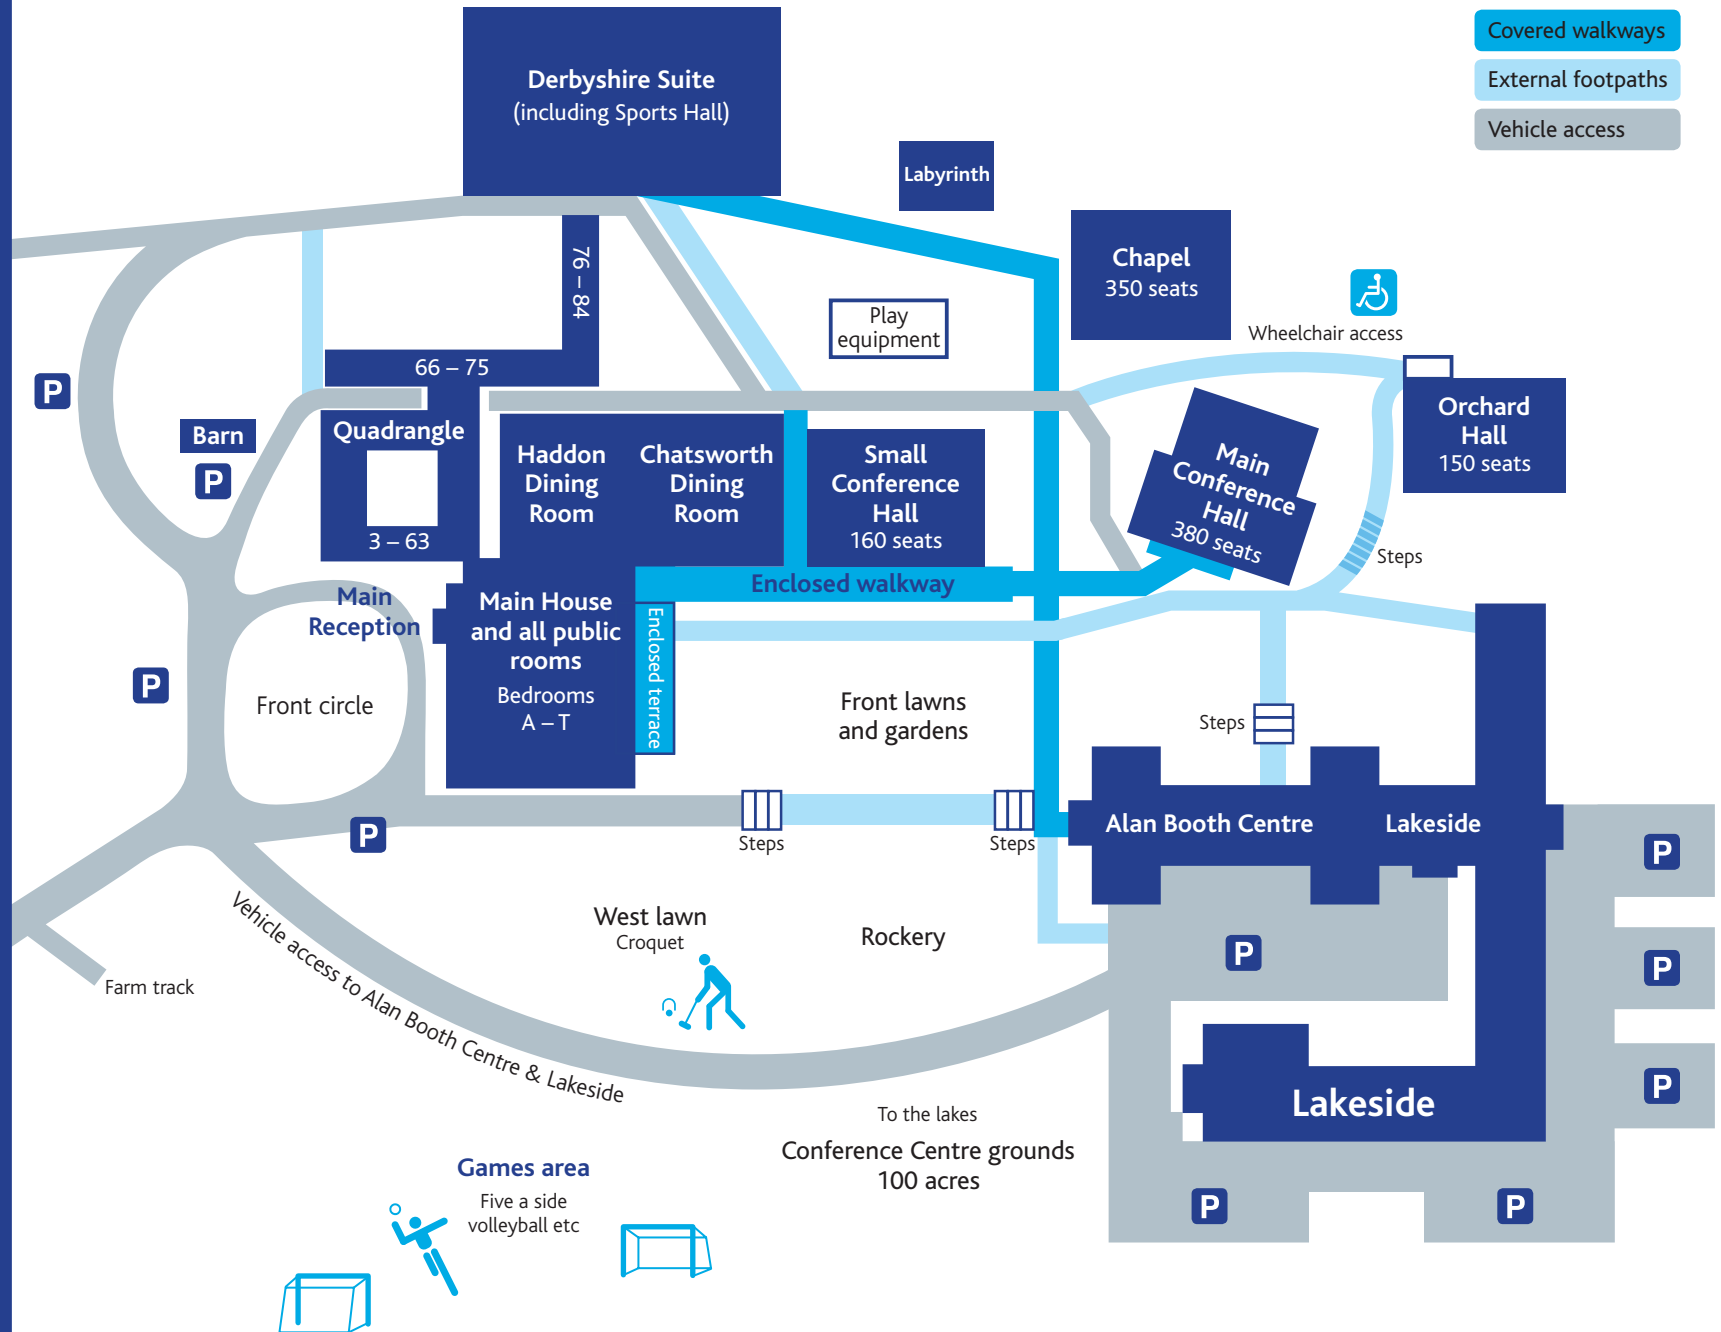 Covered walkways
External footpaths
Vehicle access
Derbyshire Suite
(including Sports Hall)
Labyrinth
Chapel
350 seats
76 – 84
Play
equipment
Wheelchair access
66 – 75
P
Barn
P
Quadrangle
3 – 63
Haddon
Dining
Room
Chatsworth
Dining
Room
Small
Conference
Hall
160 seats
Main
Conference
Hall
380 seats
Orchard
Hall
150 seats
Steps
Enclosed walkway
Main
Reception
Main House
and all public
rooms
Bedrooms
A – T
Enclosed terrace
P
Front circle
Front lawns
and gardens
Steps
P
Steps
Steps
Alan Booth Centre
Lakeside
P
Vehicle access to Alan Booth Centre & Lakeside
West lawn
Croquet
Rockery
P
P
Farm track
Lakeside
P
To the lakes
Conference Centre grounds
100 acres
Games area
Five a side
volleyball etc
P
P